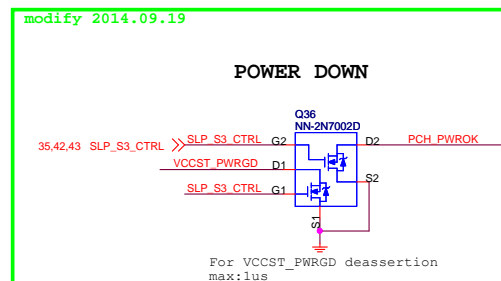 modify 2014.09.19
POWER DOWN
Q36
NN-2N7002D
35,42,43 SLP_S3_CTRL SLP_S3_CTRL G2 D2 PCH_PWROK
VCCST_PWRGD D1
S2
SLP_S3_CTRL G1
S1
For VCCST_PWRGD deassertion
max:1us